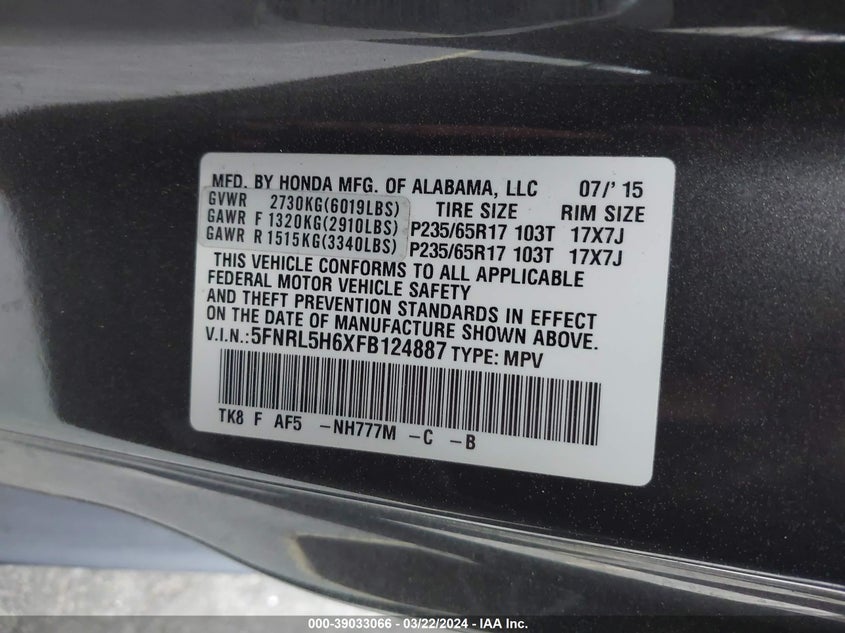 MFD. BY HONDA MFG. OF ALABAMA, LLC 07/'15
GVWR 2730KG(6019LBS) TIRE SIZE RIM SIZE
GAWR F 1320KG(2910LBS) P235/65R17 103T 17X7J
GAWR R 1515KG(3340LBS) P235/65R17 103T 17X7J
THIS VEHICLE CONFORMS TO ALL APPLICABLE
FEDERAL MOTOR VEHICLE SAFETY
AND THEFT PREVENTION STANDARDS IN EFFECT
ON THE DATE OF MANUFACTURE SHOWN ABOVE.
V.I.N.: 5FNRL5H6XFB124887 TYPE: MPV
TK8 F AF5 -NH777M -C -B
000-39033066 - 03/22/2024 - IAA Inc.